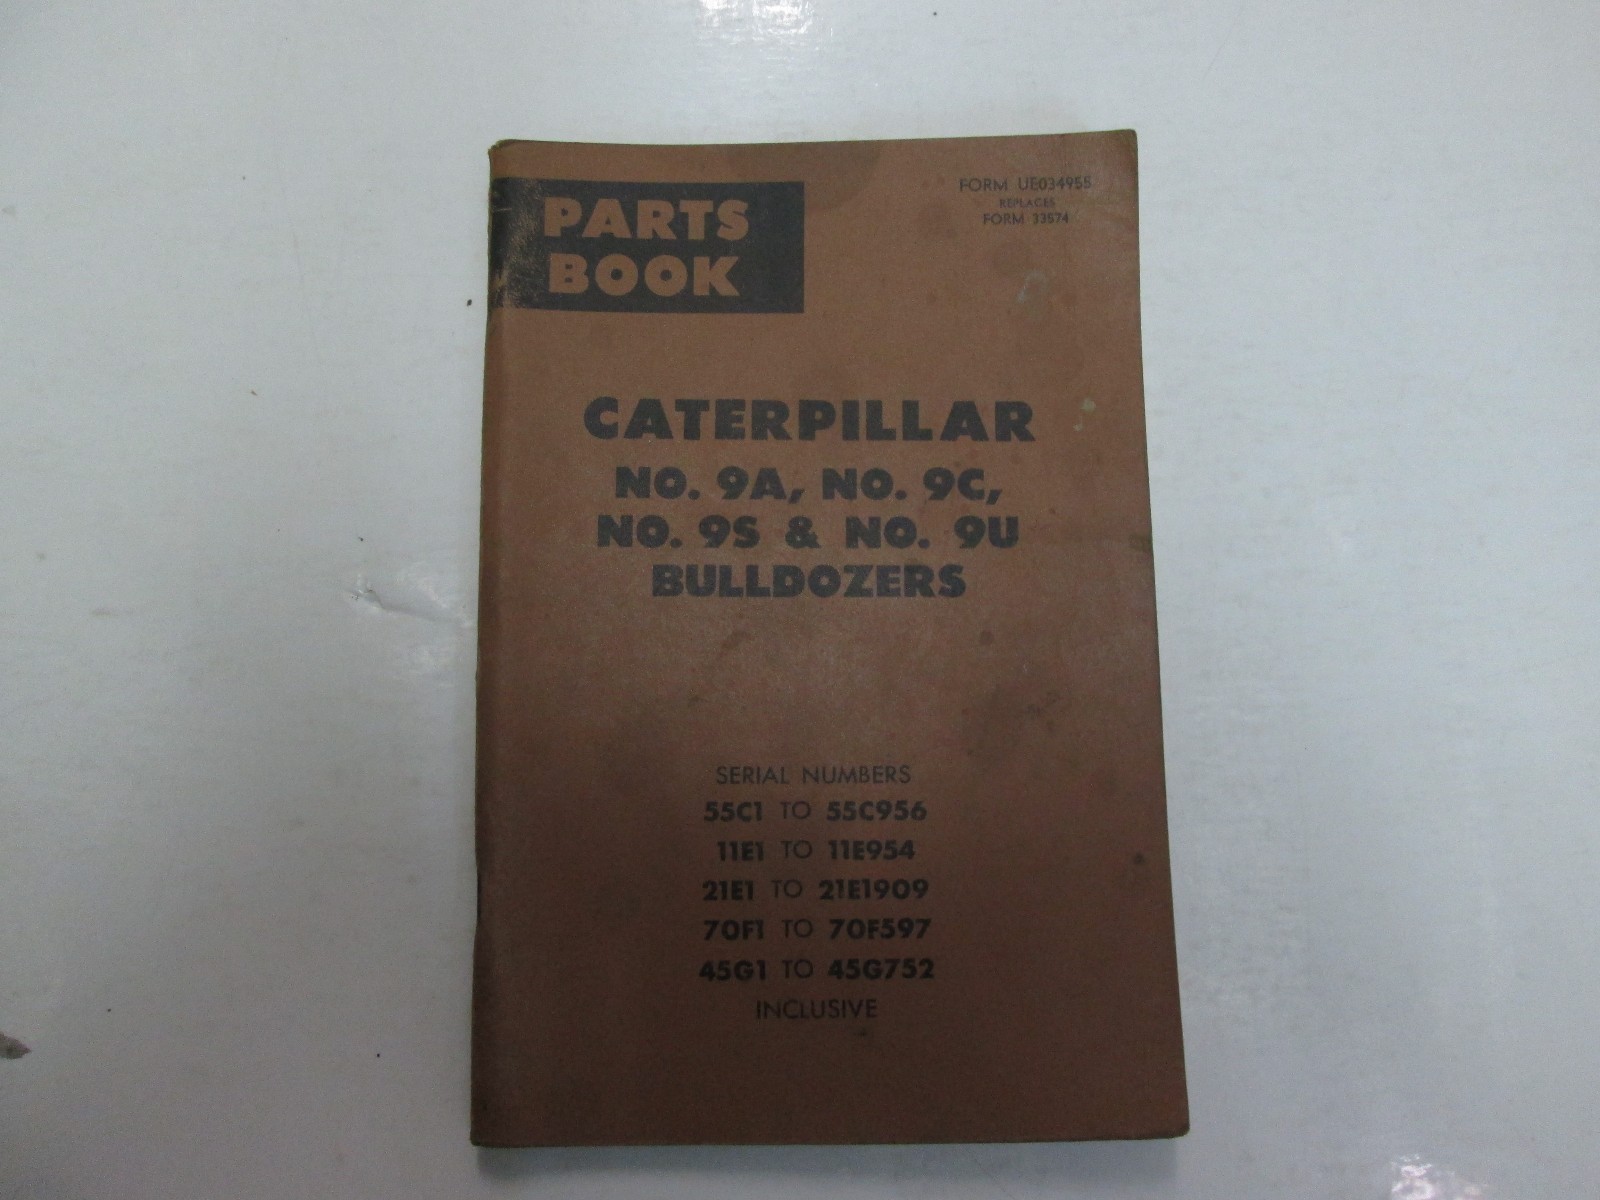 PARTS
BOOK
FORM UE034955
REPLACES
FORM 33574
CATERPILLAR
NO. 9A, NO. 9C,
NO. 9S & NO. 9U
BULLDOZERS
SERIAL NUMBERS
55C1 TO 55C956
11E1 TO 11E954
21E1 TO 21E1909
70F1 TO 70F597
45G1 TO 45G752
INCLUSIVE